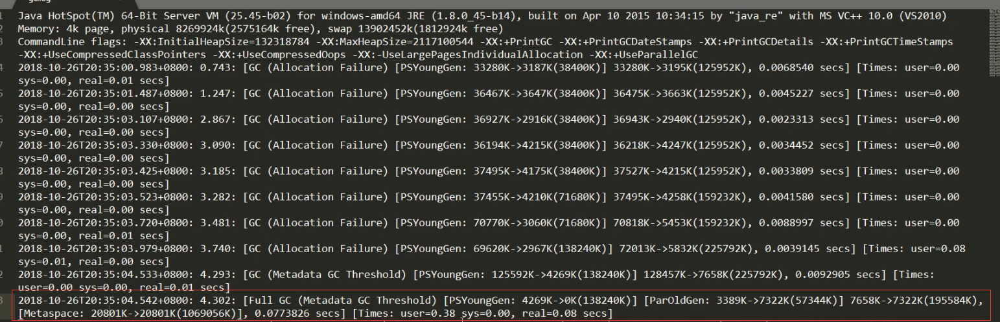 Java HotSpot(TM) 64-Bit Server VM (25.45-b02) for windows-amd64 JRE (1.8.0_45-b14), built on Apr 10 2015 10:34:15 by "java_re" with MS VC++ 10.0 (VS2010)
2 Memory: 4k page, physical 8269924k(2575164k free), swap 13902452k(1812924k free)
3 CommandLine flags: -XX:InitialHeapSize=132318784 -XX:MaxHeapSize=2117100544 -XX:+PrintGC -XX:+PrintGCDateStamps -XX:+PrintGCDetails -XX:+PrintGCTimeStamps
-XX:+UseCompressedClassPointers -XX:+UseCompressedOops -XX:-UseLargePagesIndividualAllocation -XX:+UseParallelGC
4 2018-10-26T20:35:00.983+0800: 0.743: [GC (Allocation Failure) [PSYoungGen: 33280K->3187K(38400K)] 33280K->3195K(125952K), 0.0068540 secs] [Times: user=0.00
sys=0.00, real=0.01 secs]
5 2018-10-26T20:35:01.487+0800: 1.247: [GC (Allocation Failure) [PSYoungGen: 36467K->3647K(38400K)] 36475K->3663K(125952K), 0.0045227 secs] [Times: user=0.00
sys=0.00, real=0.00 secs]
6 2018-10-26T20:35:03.107+0800: 2.867: [GC (Allocation Failure) [PSYoungGen: 36927K->2916K(38400K)] 36943K->2940K(125952K), 0.0023313 secs] [Times: user=0.00
sys=0.00, real=0.00 secs]
7 2018-10-26T20:35:03.330+0800: 3.090: [GC (Allocation Failure) [PSYoungGen: 36194K->4215K(38400K)] 36218K->4247K(125952K), 0.0034452 secs] [Times: user=0.00
sys=0.00, real=0.00 secs]
8 2018-10-26T20:35:03.425+0800: 3.185: [GC (Allocation Failure) [PSYoungGen: 37495K->4175K(38400K)] 37527K->4215K(125952K), 0.0033809 secs] [Times: user=0.00
sys=0.00, real=0.00 secs]
9 2018-10-26T20:35:03.523+0800: 3.282: [GC (Allocation Failure) [PSYoungGen: 37455K->4210K(71680K)] 37495K->4258K(159232K), 0.0041580 secs] [Times: user=0.00
sys=0.00, real=0.00 secs]
0 2018-10-26T20:35:03.720+0800: 3.481: [GC (Allocation Failure) [PSYoungGen: 70770K->3060K(71680K)] 70818K->5453K(159232K), 0.0088997 secs] [Times: user=0.00
sys=0.00, real=0.01 secs]
1 2018-10-26T20:35:03.979+0800: 3.740: [GC (Allocation Failure) [PSYoungGen: 69620K->2967K(138240K)] 72013K->5832K(225792K), 0.0039145 secs] [Times: user=0.08
sys=0.01, real=0.00 secs]
2 2018-10-26T20:35:04.533+0800: 4.293: [GC (Metadata GC Threshold) [PSYoungGen: 125592K->4269K(138240K)] 128457K->7658K(225792K), 0.0092905 secs] [Times:
user=0.00 sys=0.00, real=0.01 secs]
3 2018-10-26T20:35:04.542+0800: 4.302: [Full GC (Metadata GC Threshold) [PSYoungGen: 4269K->0K(138240K)] [ParOldGen: 3389K->7322K(57344K)] 7658K->7322K(195584K),
[Metaspace: 20801K->20801K(1069056K)], 0.0773826 secs] [Times: user=0.38 sys=0.00, real=0.08 secs]